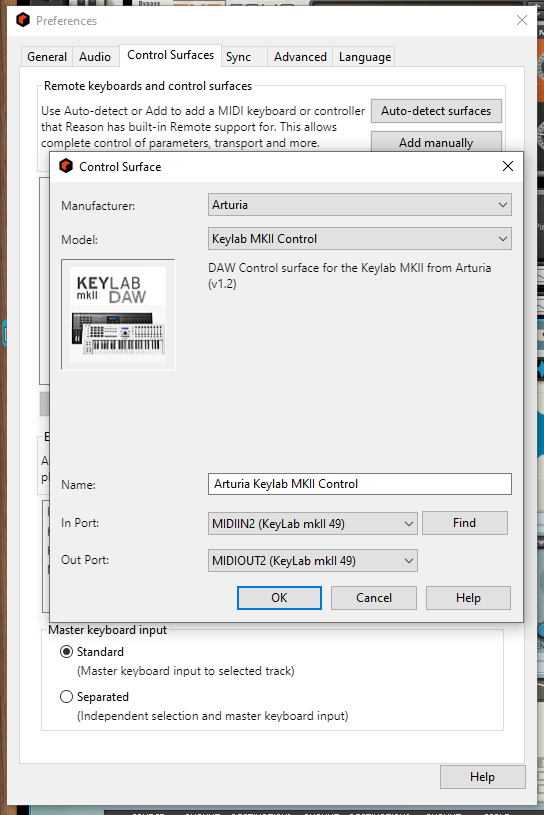 Bypass
Preferences
General
Audio
Control Surfaces
Sync
Advanced
Language
Remote keyboards and control surfaces
Use Auto-detect or Add to add a MIDI keyboard or controller
that Reason has built-in Remote support for. This allows
complete control of parameters, transport and more.
Auto-detect surfaces
Add manually
Control Surface
Manufacturer:
Arturia
Model:
Keylab MKII Control
KEYLAB
mkII DAW
DAW Control surface for the Keylab MKII from Arturia
(v1.2)
Name:
Arturia Keylab MKII Control
In Port:
MIDIIN2 (KeyLab mkII 49)
Find
Out Port:
MIDIOUT2 (KeyLab mkII 49)
OK
Cancel
Help
Master keyboard input
Standard
(Master keyboard input to selected track)
Separated
(Independent selection and master keyboard input)
Help